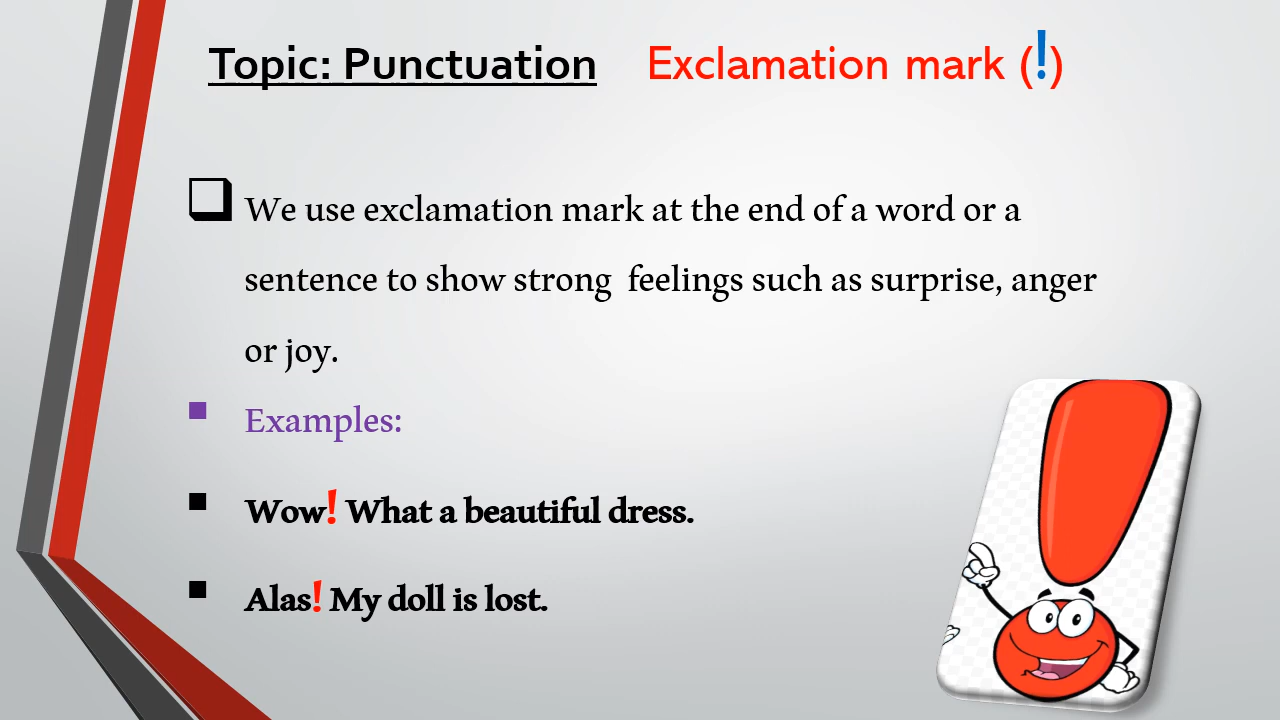 Topic: Punctuation Exclamation mark (!)
We use exclamation mark at the end of a word or a
sentence to show strong feelings such as surprise, anger
or joy.
Examples:
Wow! What a beautiful dress.
Alas! My doll is lost.